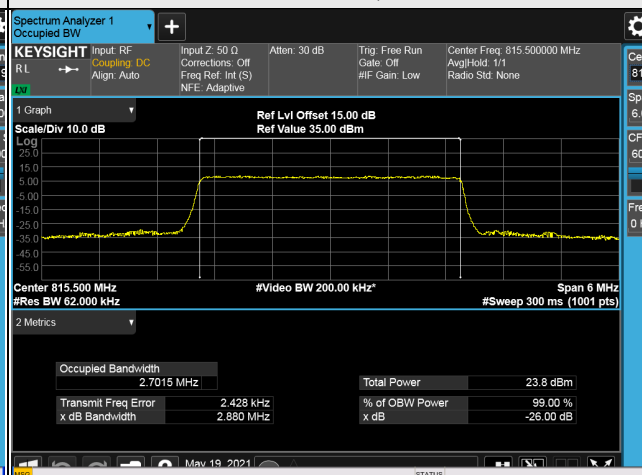 Spectrum Analyzer 1
Occupied BW
KEYSIGHT Input: RF Input Z: 50 Ω Atten: 30 dB Trig: Free Run Center Freq: 815.500000 MHz
R L Coupling: DC Corrections: Off Gate: Off Avg|Hold: 1/1
Align: Auto Freq Ref: Int (S) #IF Gain: Low Radio Std: None
LXI NFE: Adaptive
1 Graph
Ref Lvl Offset 15.00 dB
Scale/Div 10.0 dB Ref Value 35.00 dBm
Log
25.0
15.0
5.00
-5.00
-15.0
-25.0
-35.0
-45.0
-55.0
Center 815.500 MHz #Video BW 200.00 kHz* Span 6 MHz
#Res BW 62.000 kHz #Sweep 300 ms (1001 pts)
2 Metrics
Occupied Bandwidth
2.7015 MHz Total Power 23.8 dBm
Transmit Freq Error 2.428 kHz % of OBW Power 99.00 %
x dB Bandwidth 2.880 MHz x dB -26.00 dB
May 19, 2021
MSG STATUS